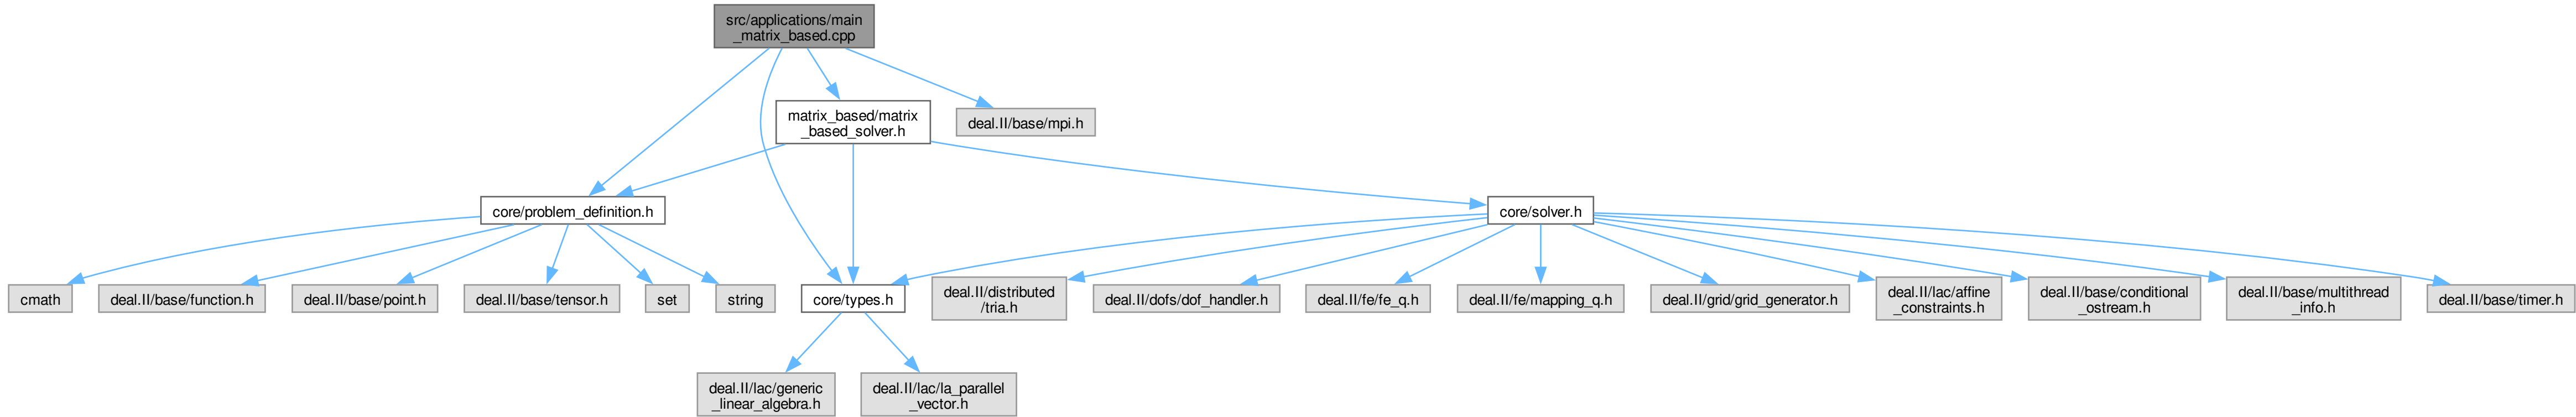 src/applications/main
_matrix_based.cpp
matrix_based/matrix
_based_solver.h
deal.II/base/mpi.h
core/problem_definition.h
core/solver.h
cmath
deal.II/base/function.h
deal.II/base/point.h
deal.II/base/tensor.h
set
string
core/types.h
deal.II/distributed
/tria.h
deal.II/dofs/dof_handler.h
deal.II/fe/fe_q.h
deal.II/fe/mapping_q.h
deal.II/grid/grid_generator.h
deal.II/lac/affine
_constraints.h
deal.II/base/conditional
_ostream.h
deal.II/base/multithread
_info.h
deal.II/base/timer.h
deal.II/lac/generic
_linear_algebra.h
deal.II/lac/la_parallel
_vector.h